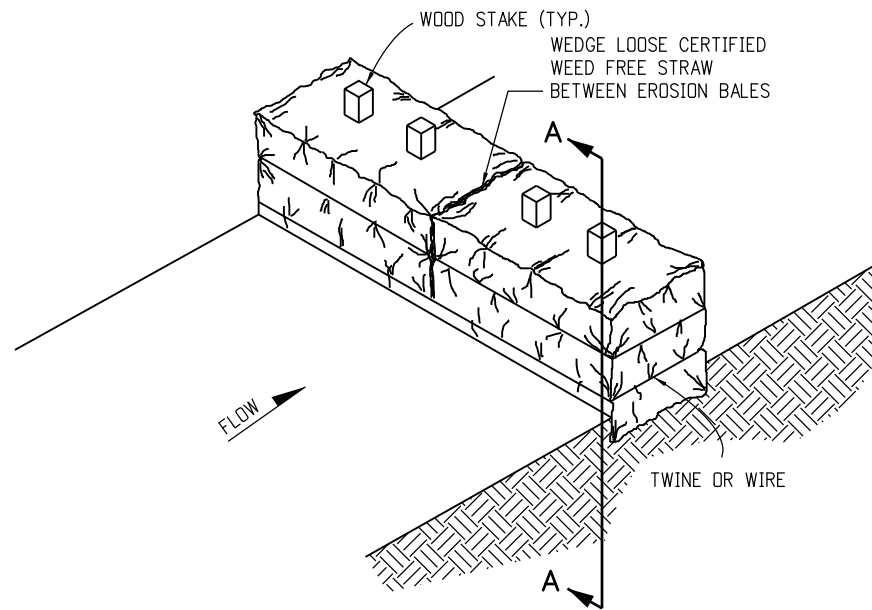 WOOD STAKE (TYP.)
WEDGE LOOSE CERTIFIED
WEED FREE STRAW
BETWEEN EROSION BALES
A
FLOW
TWINE OR WIRE
A